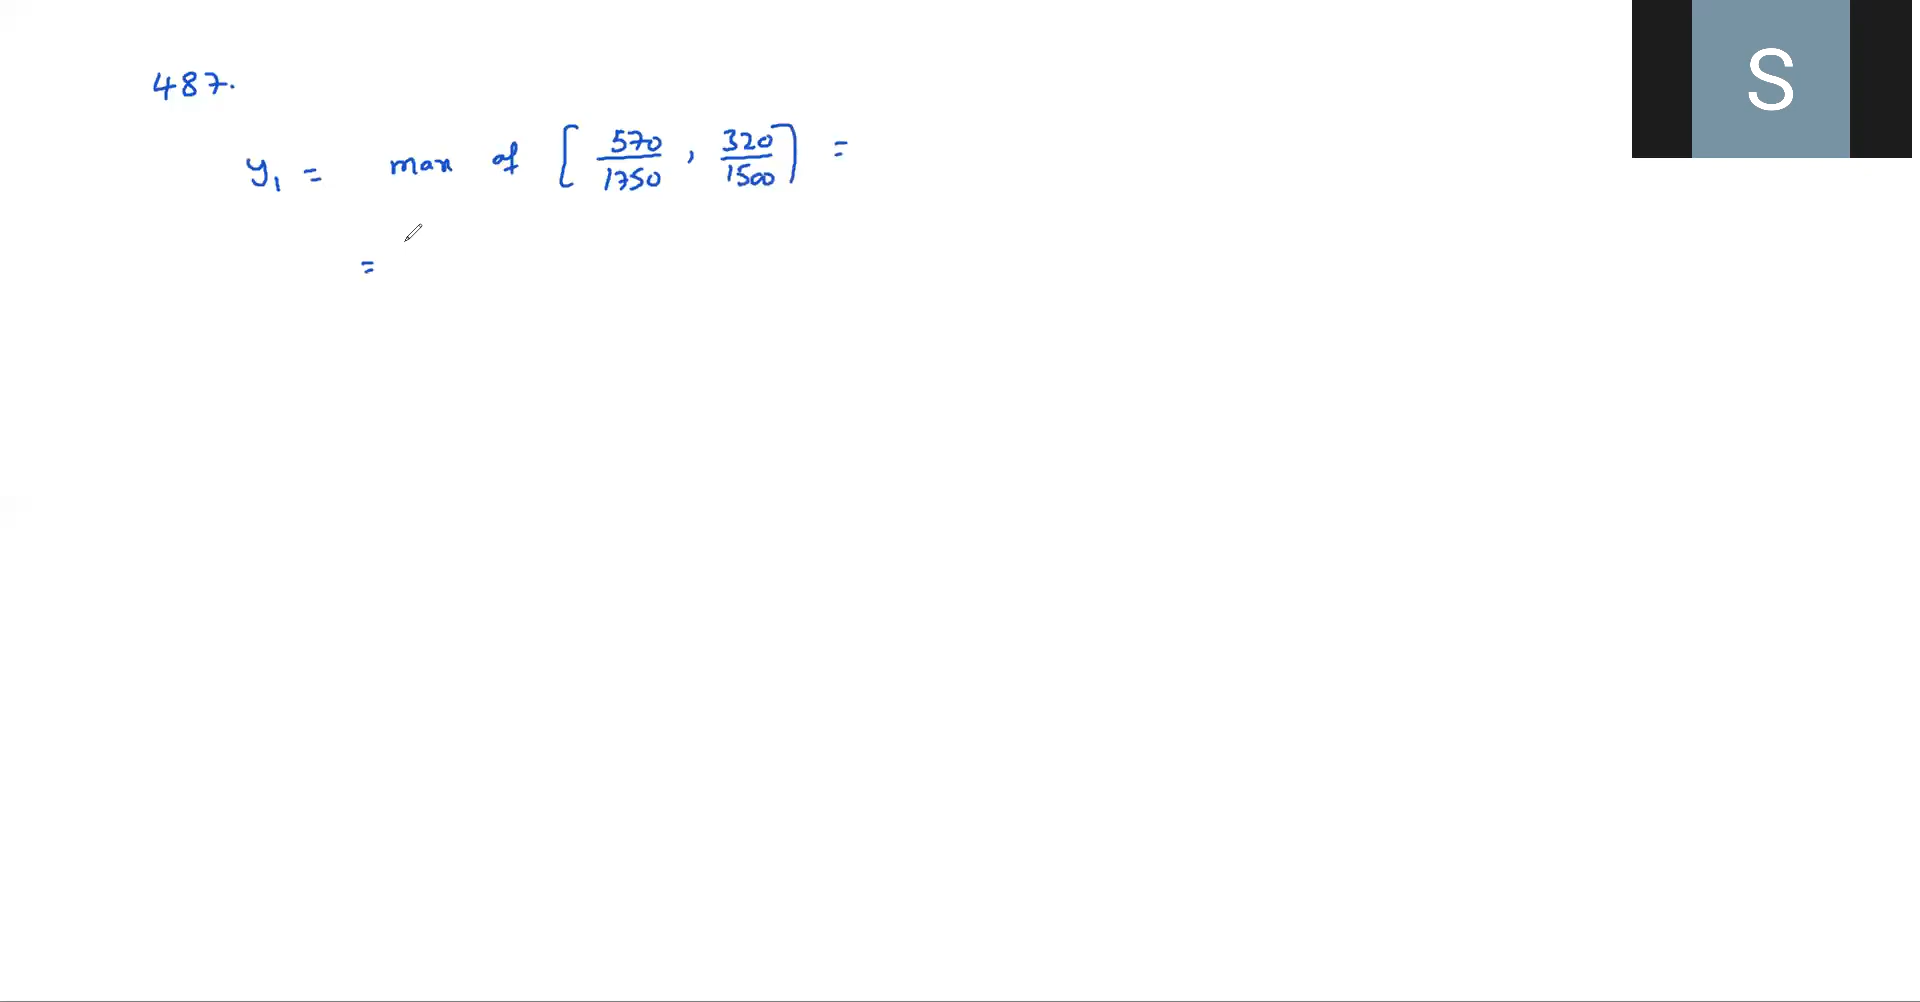 487.
y₁ = max of [ 570/1750 , 320/1500 ] =
=
S